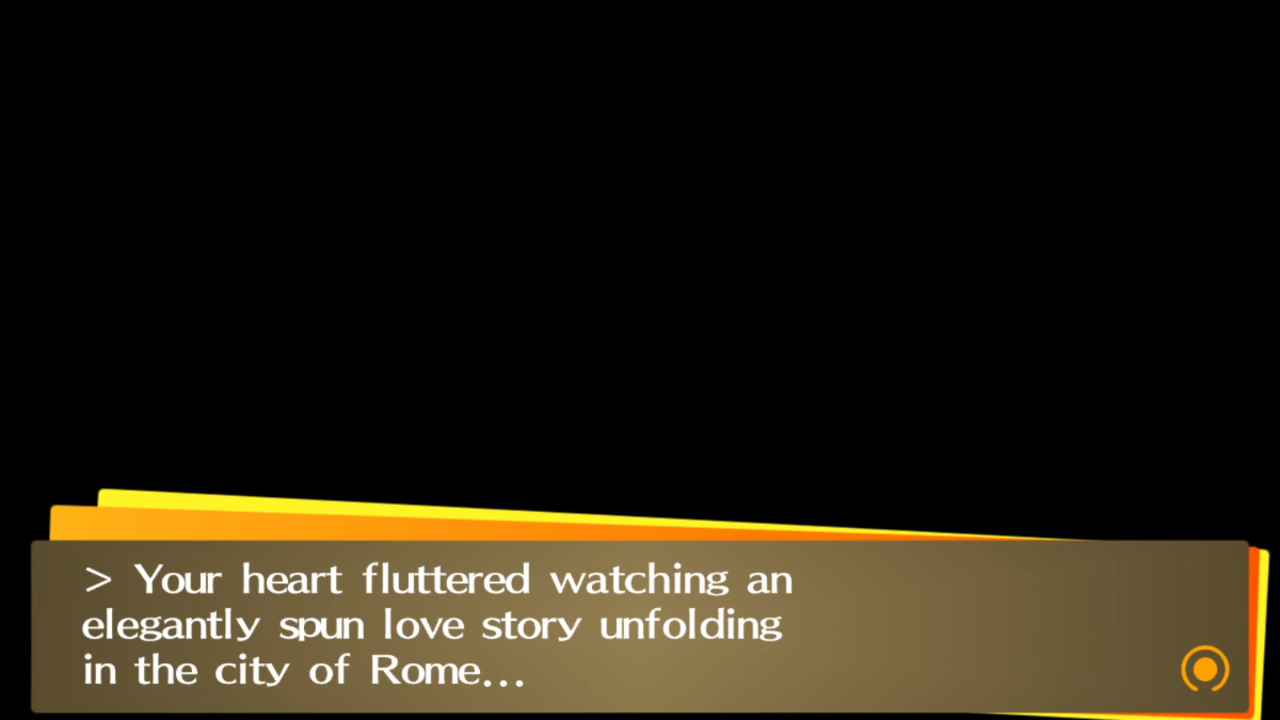 > Your heart fluttered watching an
elegantly spun love story unfolding
in the city of Rome...